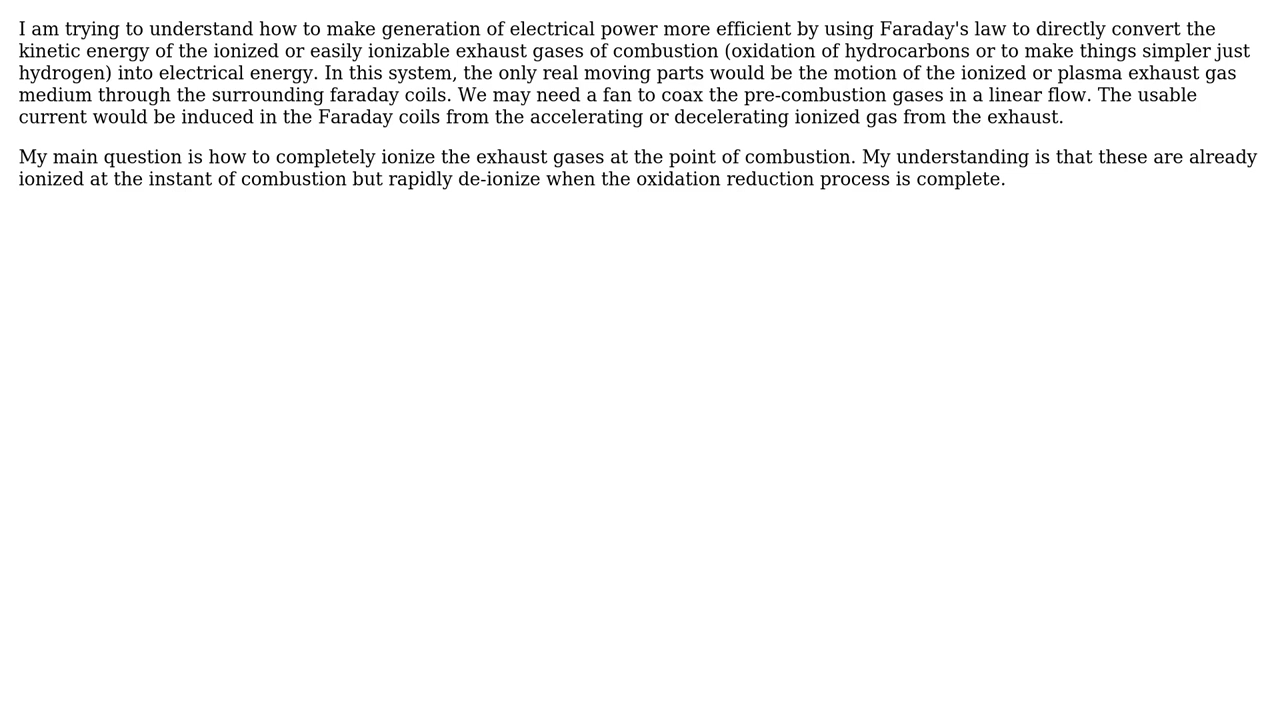 I am trying to understand how to make generation of electrical power more efficient by using Faraday's law to directly convert the
kinetic energy of the ionized or easily ionizable exhaust gases of combustion (oxidation of hydrocarbons or to make things simpler just
hydrogen) into electrical energy. In this system, the only real moving parts would be the motion of the ionized or plasma exhaust gas
medium through the surrounding faraday coils. We may need a fan to coax the pre-combustion gases in a linear flow. The usable
current would be induced in the Faraday coils from the accelerating or decelerating ionized gas from the exhaust.
My main question is how to completely ionize the exhaust gases at the point of combustion. My understanding is that these are already
ionized at the instant of combustion but rapidly de-ionize when the oxidation reduction process is complete.